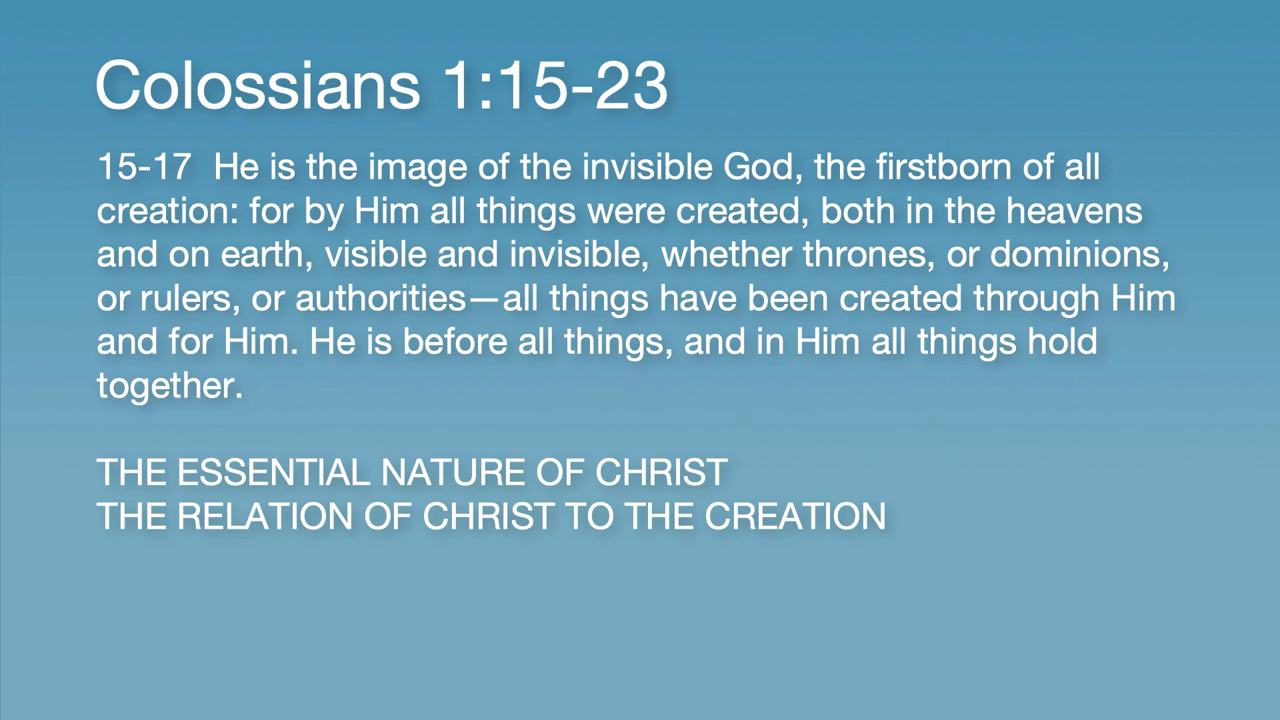 Colossians 1:15-23
15-17  He is the image of the invisible God, the firstborn of all
creation: for by Him all things were created, both in the heavens
and on earth, visible and invisible, whether thrones, or dominions,
or rulers, or authorities—all things have been created through Him
and for Him. He is before all things, and in Him all things hold
together.
THE ESSENTIAL NATURE OF CHRIST
THE RELATION OF CHRIST TO THE CREATION